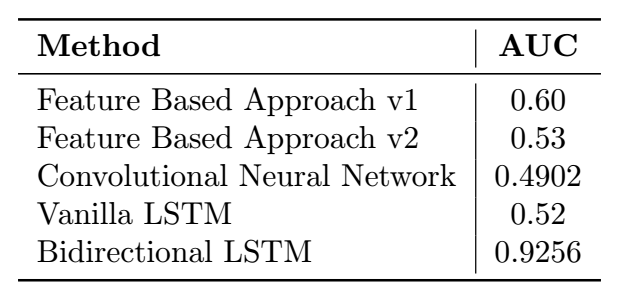 Method AUC
Feature Based Approach v1 0.60
Feature Based Approach v2 0.53
Convolutional Neural Network 0.4902
Vanilla LSTM 0.52
Bidirectional LSTM 0.9256